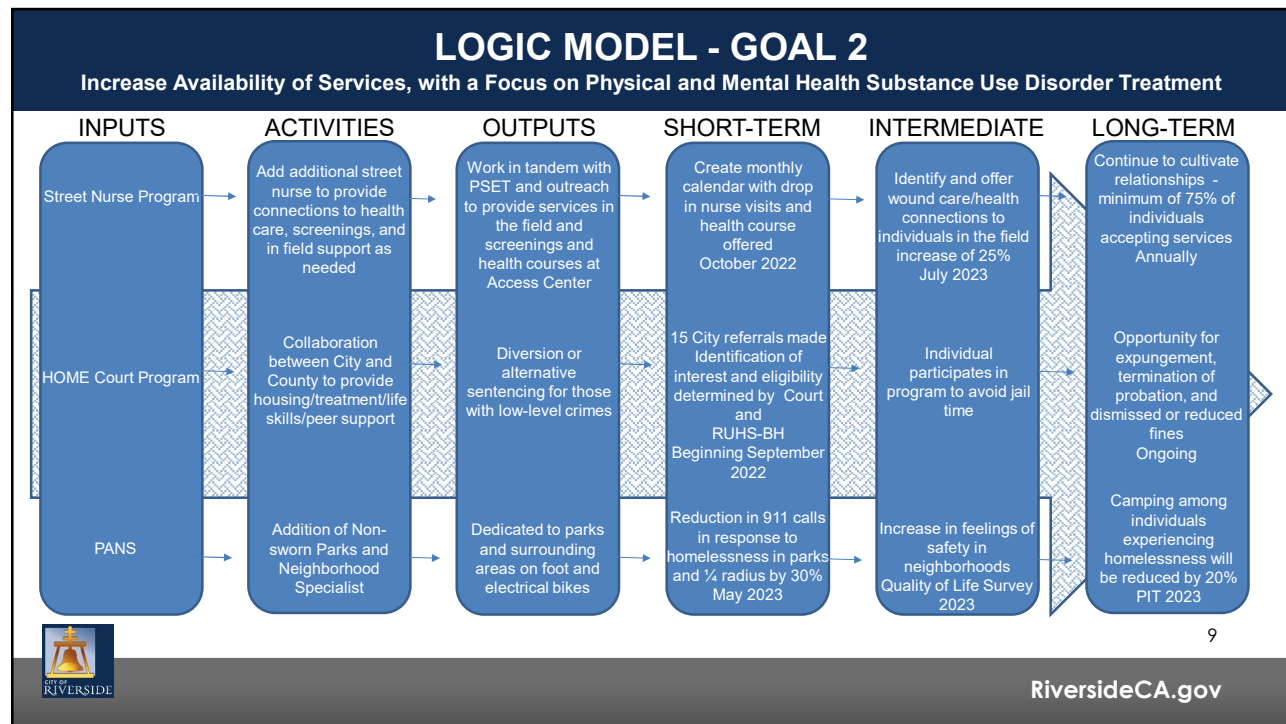 LOGIC MODEL - GOAL 2
Increase Availability of Services, with a Focus on Physical and Mental Health Substance Use Disorder Treatment
INPUTS
Street Nurse Program
HOME Court Program
PANS
ACTIVITIES
Add additional street
nurse to provide
connections to health
care, screenings, and
in field support as
needed
Collaboration
between City and
County to provide
housing/treatment/life
skills/peer support
Addition of Non-
sworn Parks and
Neighborhood
Specialist
OUTPUTS
Work in tandem with
PSET and outreach
to provide services in
the field and
screenings and
health courses at
Access Center
Diversion or
alternative
sentencing for those
with low-level crimes
Dedicated to parks
and surrounding
areas on foot and
electrical bikes
SHORT-TERM
Create monthly
calendar with drop
in nurse visits and
health course
offered
October 2022
15 City referrals made
Identification of
interest and eligibility
determined by Court
and
RUHS-BH
Beginning September
2022
Reduction in 911 calls
in response to
homelessness in parks
and ¼ radius by 30%
May 2023
INTERMEDIATE
Identify and offer
wound care/health
connections to
individuals in the field
increase of 25%
July 2023
Individual
participates in
program to avoid jail
time
Increase in feelings of
safety in
neighborhoods
Quality of Life Survey
2023
LONG-TERM
Continue to cultivate
relationships -
minimum of 75% of
individuals
accepting services
Annually
Opportunity for
expungement,
termination of
probation, and
dismissed or reduced
fines
Ongoing
Camping among
individuals
experiencing
homelessness will
be reduced by 20%
PIT 2023
9
CITY OF
RIVERSIDE
RiversideCA.gov